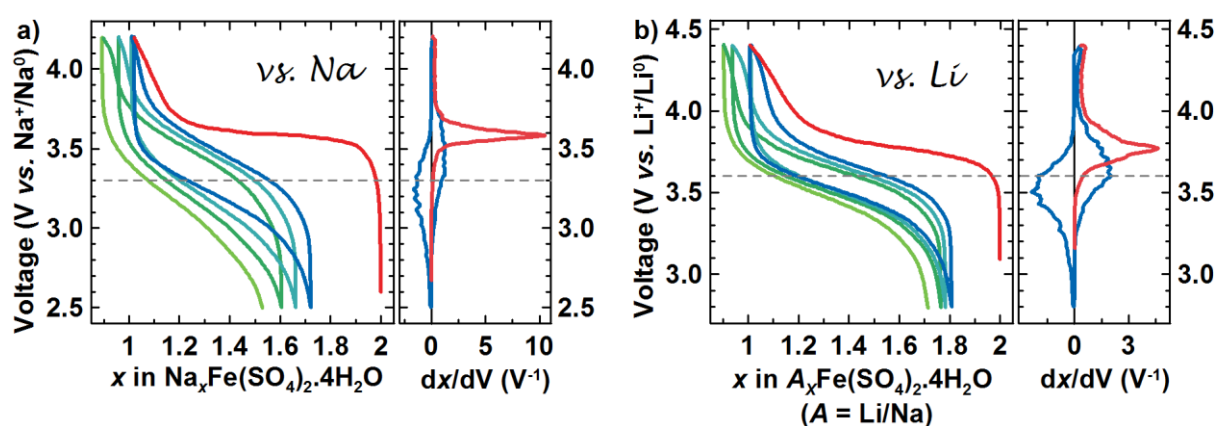 a)
vs. Na
Voltage (V vs. Na⁺/Na⁰)
4.0
3.5
3.0
2.5
1 1.2 1.4 1.6 1.8 2
x in NaₓFe(SO₄)₂.4H₂O
4.0
3.5
3.0
2.5
0 5 10
dx/dV (V⁻¹)
b)
vs. Li
Voltage (V vs. Li⁺/Li⁰)
4.5
4.0
3.5
3.0
1 1.2 1.4 1.6 1.8 2
x in AₓFe(SO₄)₂.4H₂O
(A = Li/Na)
4.5
4.0
3.5
3.0
0 3
dx/dV (V⁻¹)